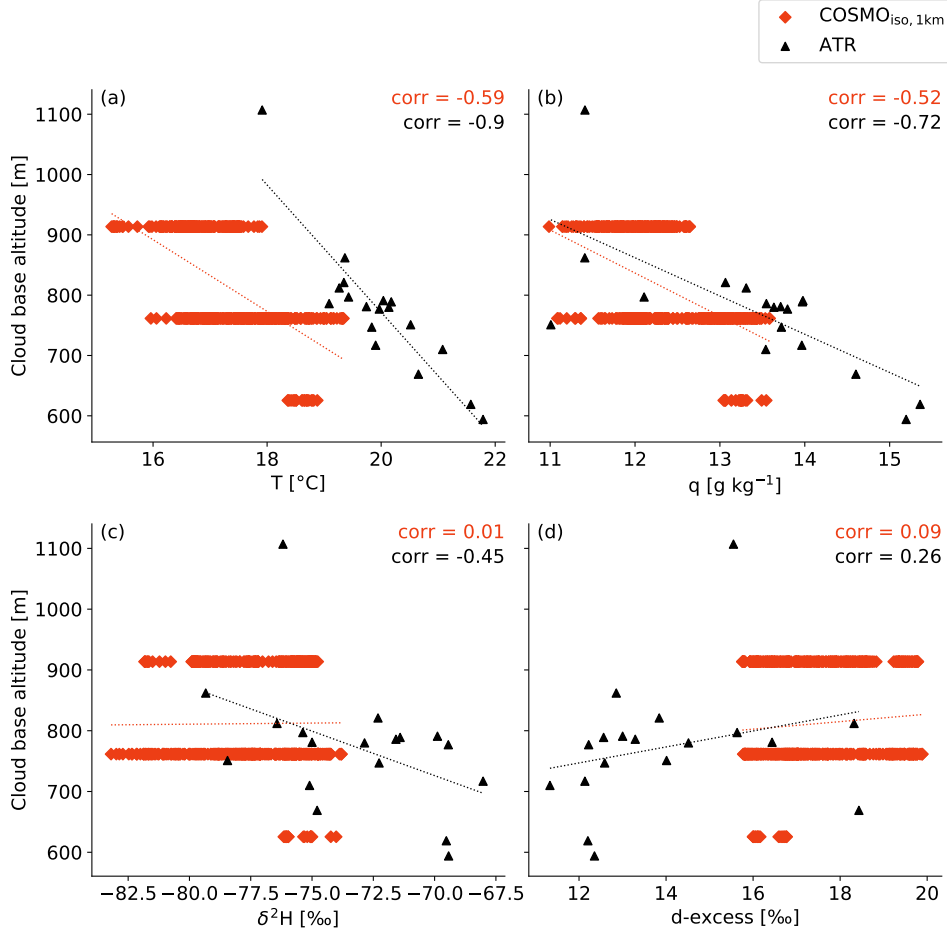 COSMO_iso, 1km
ATR
(a)
corr = -0.59
corr = -0.9
(b)
corr = -0.52
corr = -0.72
Cloud base altitude [m]
1100
1000
900
800
700
600
16 18 20 22
T [°C]
11 12 13 14 15
q [g kg⁻¹]
(c)
corr = 0.01
corr = -0.45
(d)
corr = 0.09
corr = 0.26
Cloud base altitude [m]
1100
1000
900
800
700
600
−82.5 −80.0 −77.5 −75.0 −72.5 −70.0 −67.5
δ²H [‰]
12 14 16 18 20
d-excess [‰]